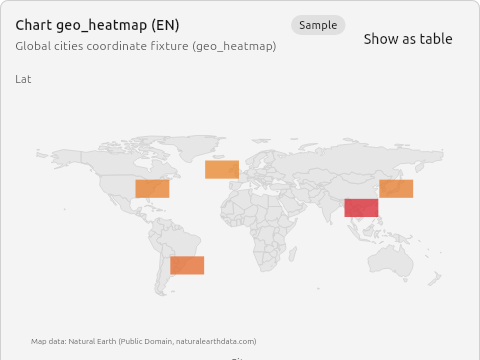 Chart geo_heatmap (EN)
Sample
Show as table
Global cities coordinate fixture (geo_heatmap)
Lat
Map data: Natural Earth (Public Domain, naturalearthdata.com)